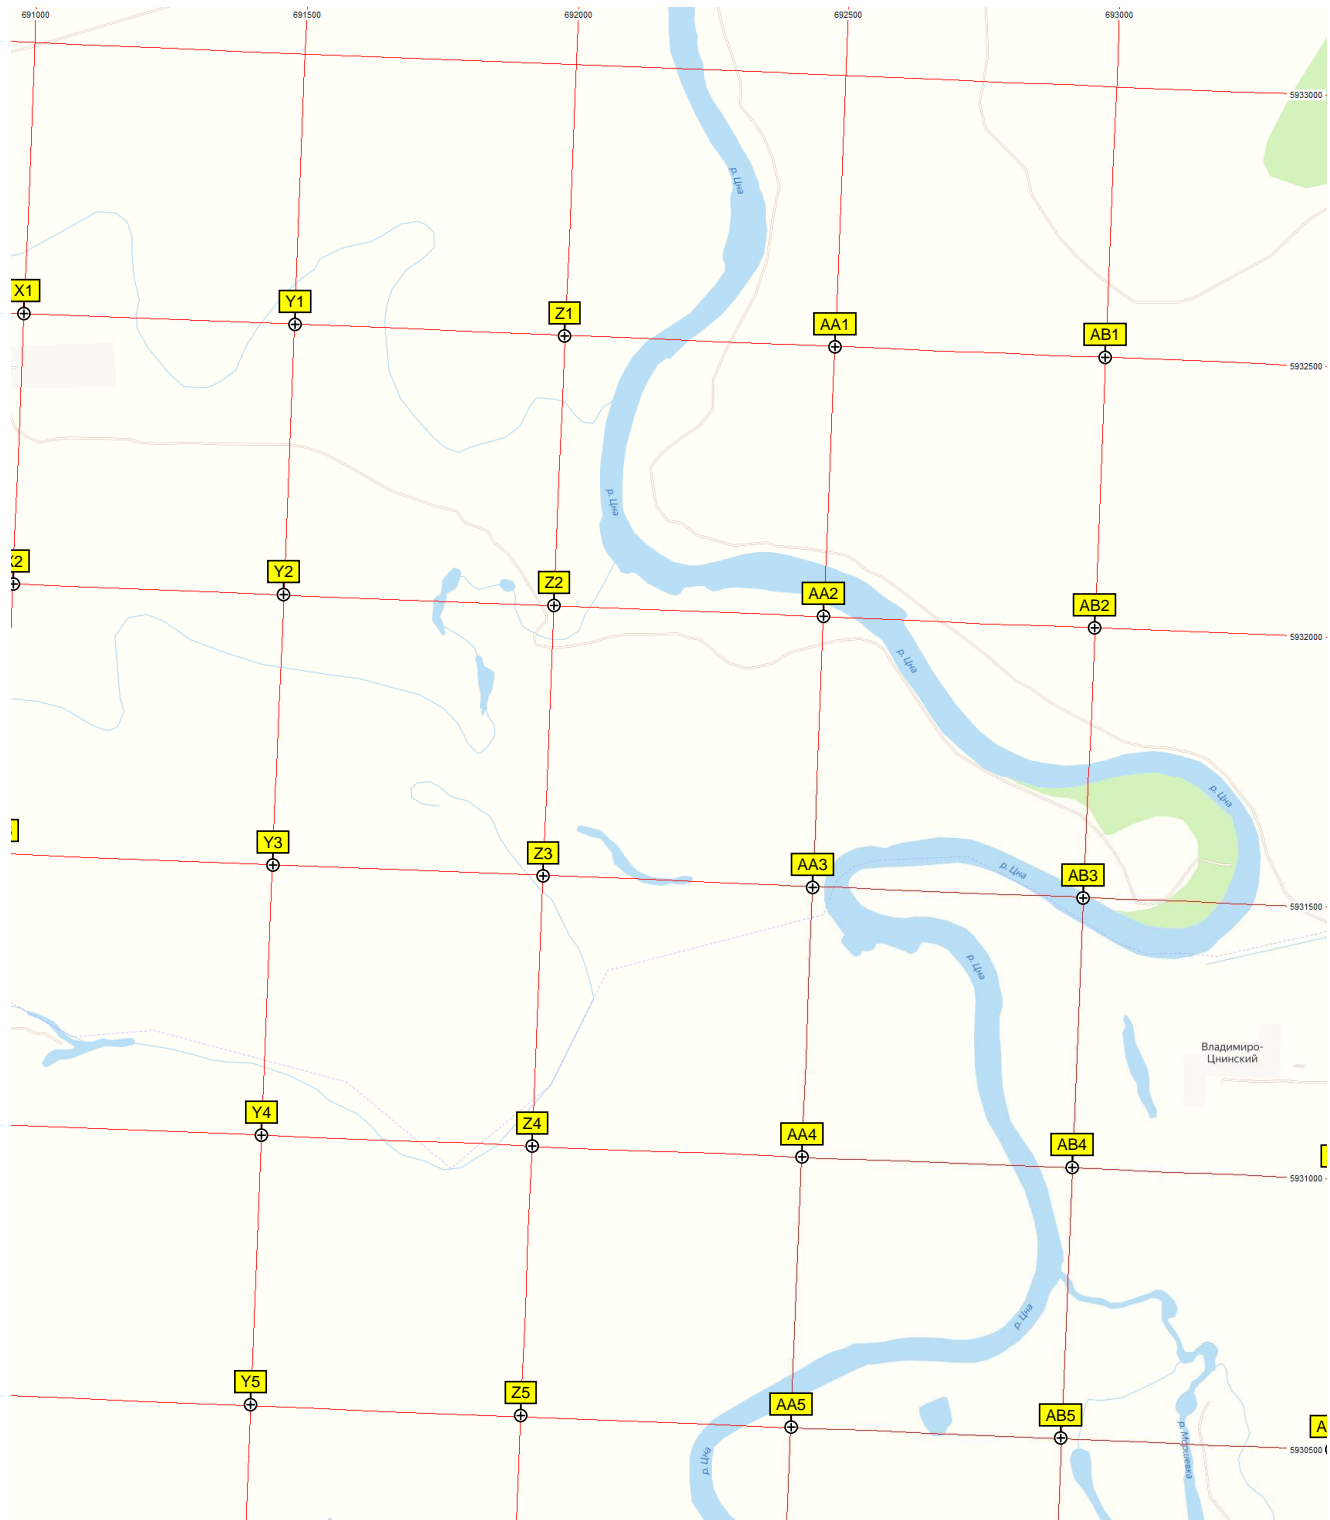 691000
691500
692000
692500
693000
5933000
р. Цна
X1
Y1
Z1
AA1
AB1
5932500
р. Цна
X2
Y2
Z2
AA2
AB2
5932000
р. Цна
р. Цна
Y3
Z3
AA3
р. Цна
AB3
5931500
р. Цна
Владимиро-
Цнинский
Y4
Z4
AA4
AB4
5931000
р. Цна
Y5
Z5
AA5
AB5
A
5930500
р. Цна
р. Моршевка